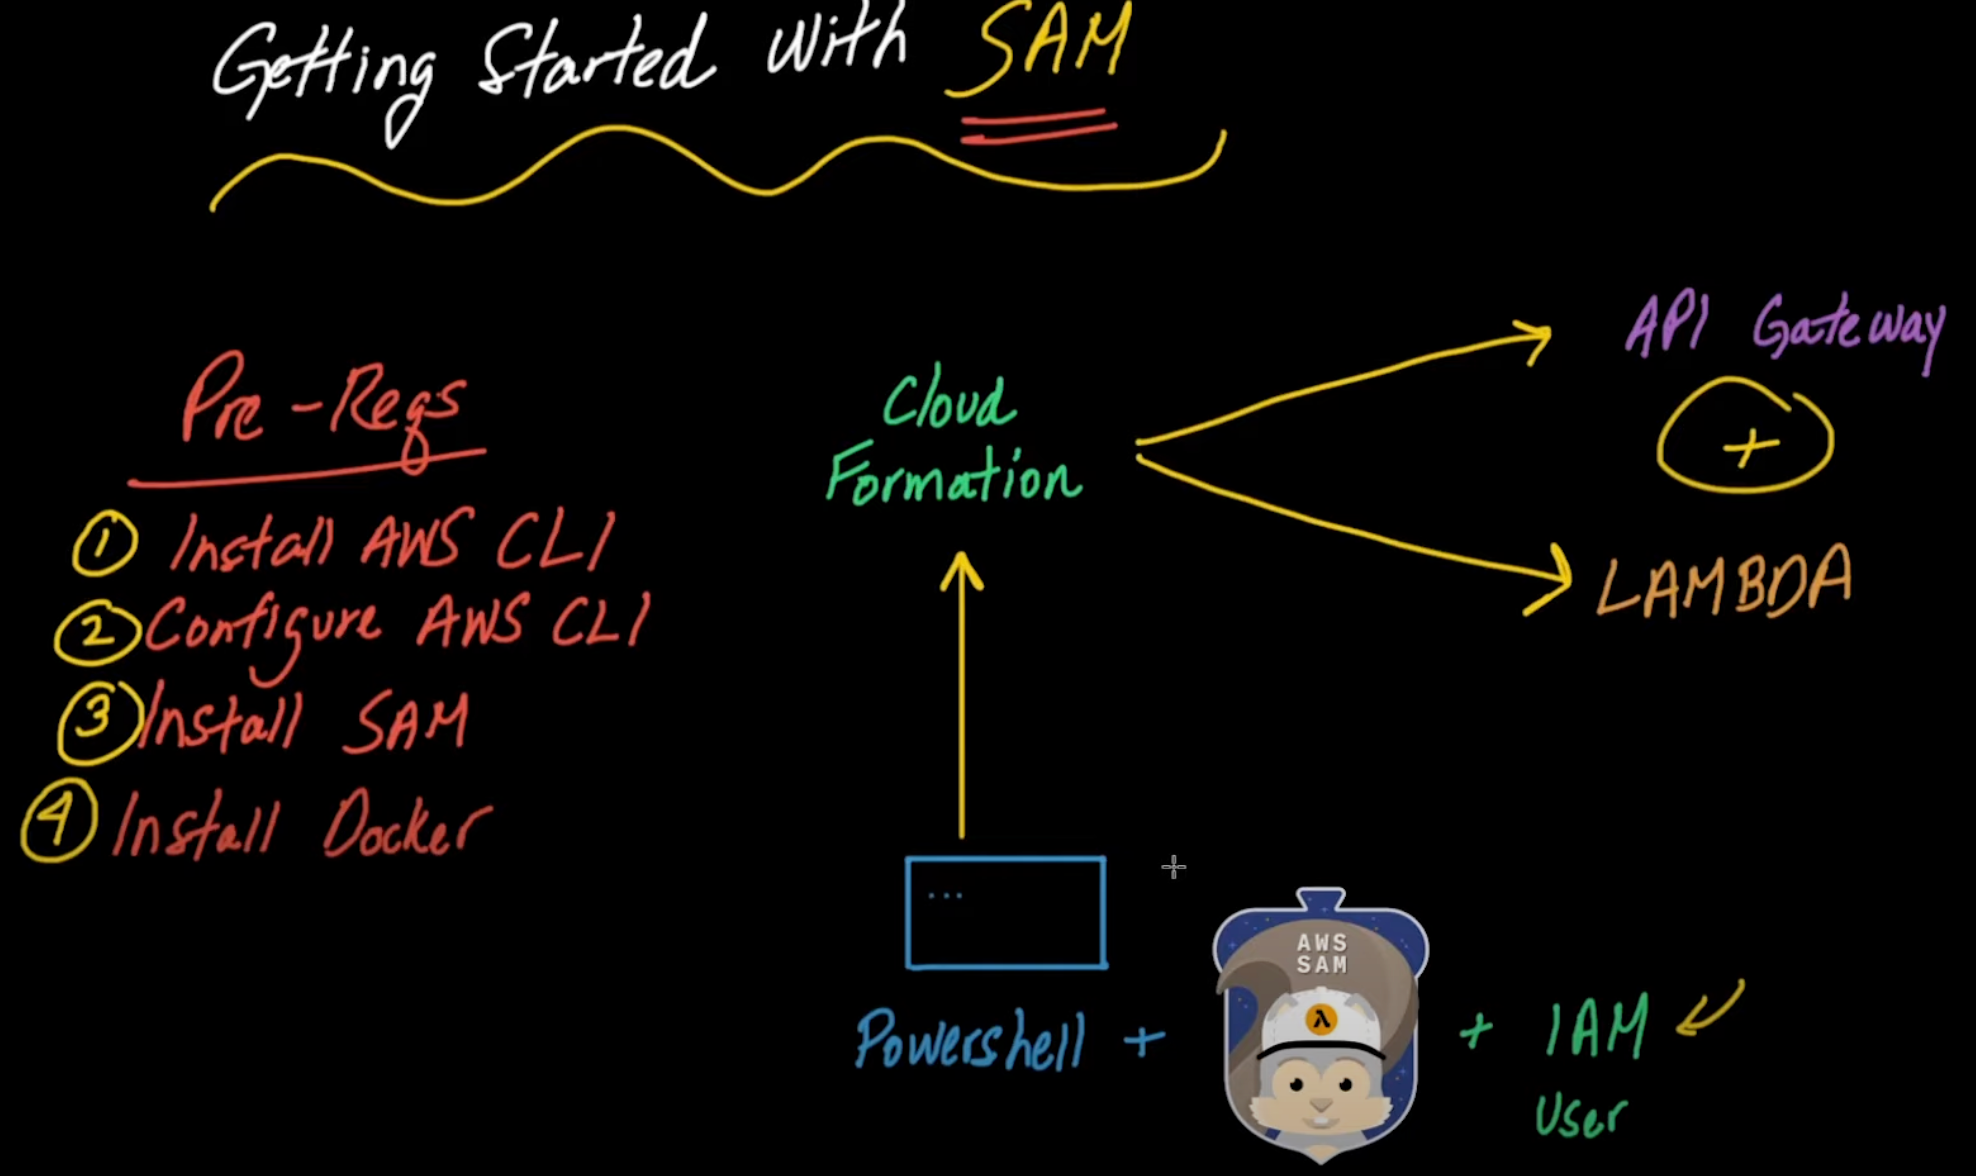 Getting Started With SAM
Pre-Reqs
① Install AWS CLI
② Configure AWS CLI
③ Install SAM
④ Install Docker
Cloud
Formation
API Gateway
+
LAMBDA
...
Powershell +
AWS
SAM
λ
+ IAM
User